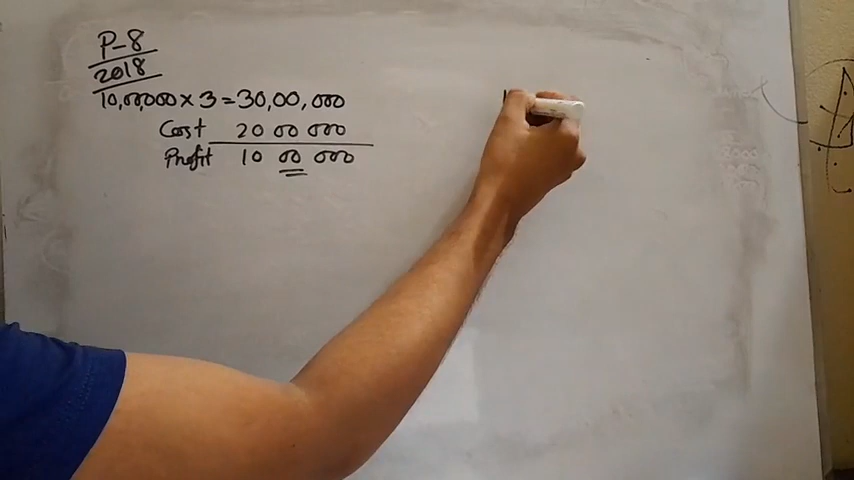 P-8
2018
10,00,000 × 3 = 30,00,000
Cost 20 00 000
Profit 10 00 000